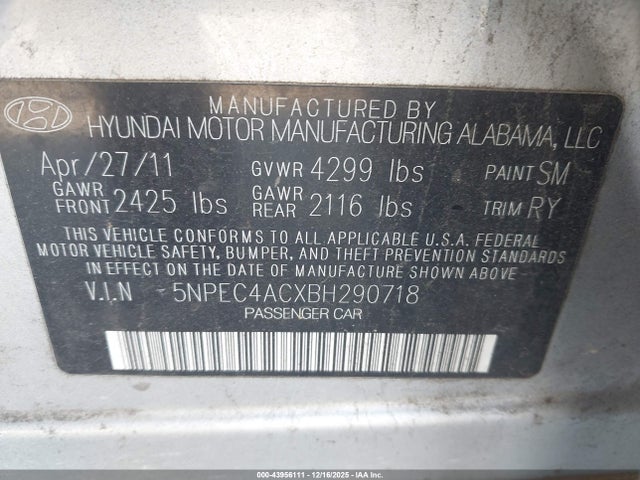 MANUFACTURED BY
HYUNDAI MOTOR MANUFACTURING ALABAMA, LLC
Apr/27/11 GVWR 4299 lbs PAINT SM
GAWR FRONT 2425 lbs GAWR REAR 2116 lbs TRIM RY
THIS VEHICLE CONFORMS TO ALL APPLICABLE U.S.A. FEDERAL
MOTOR VEHICLE SAFETY, BUMPER, AND THEFT PREVENTION STANDARDS
IN EFFECT ON THE DATE OF MANUFACTURE SHOWN ABOVE
V.I.N 5NPEC4ACXBH290718
PASSENGER CAR
000-43956111 - 12/16/2025 - © IAA, Inc.